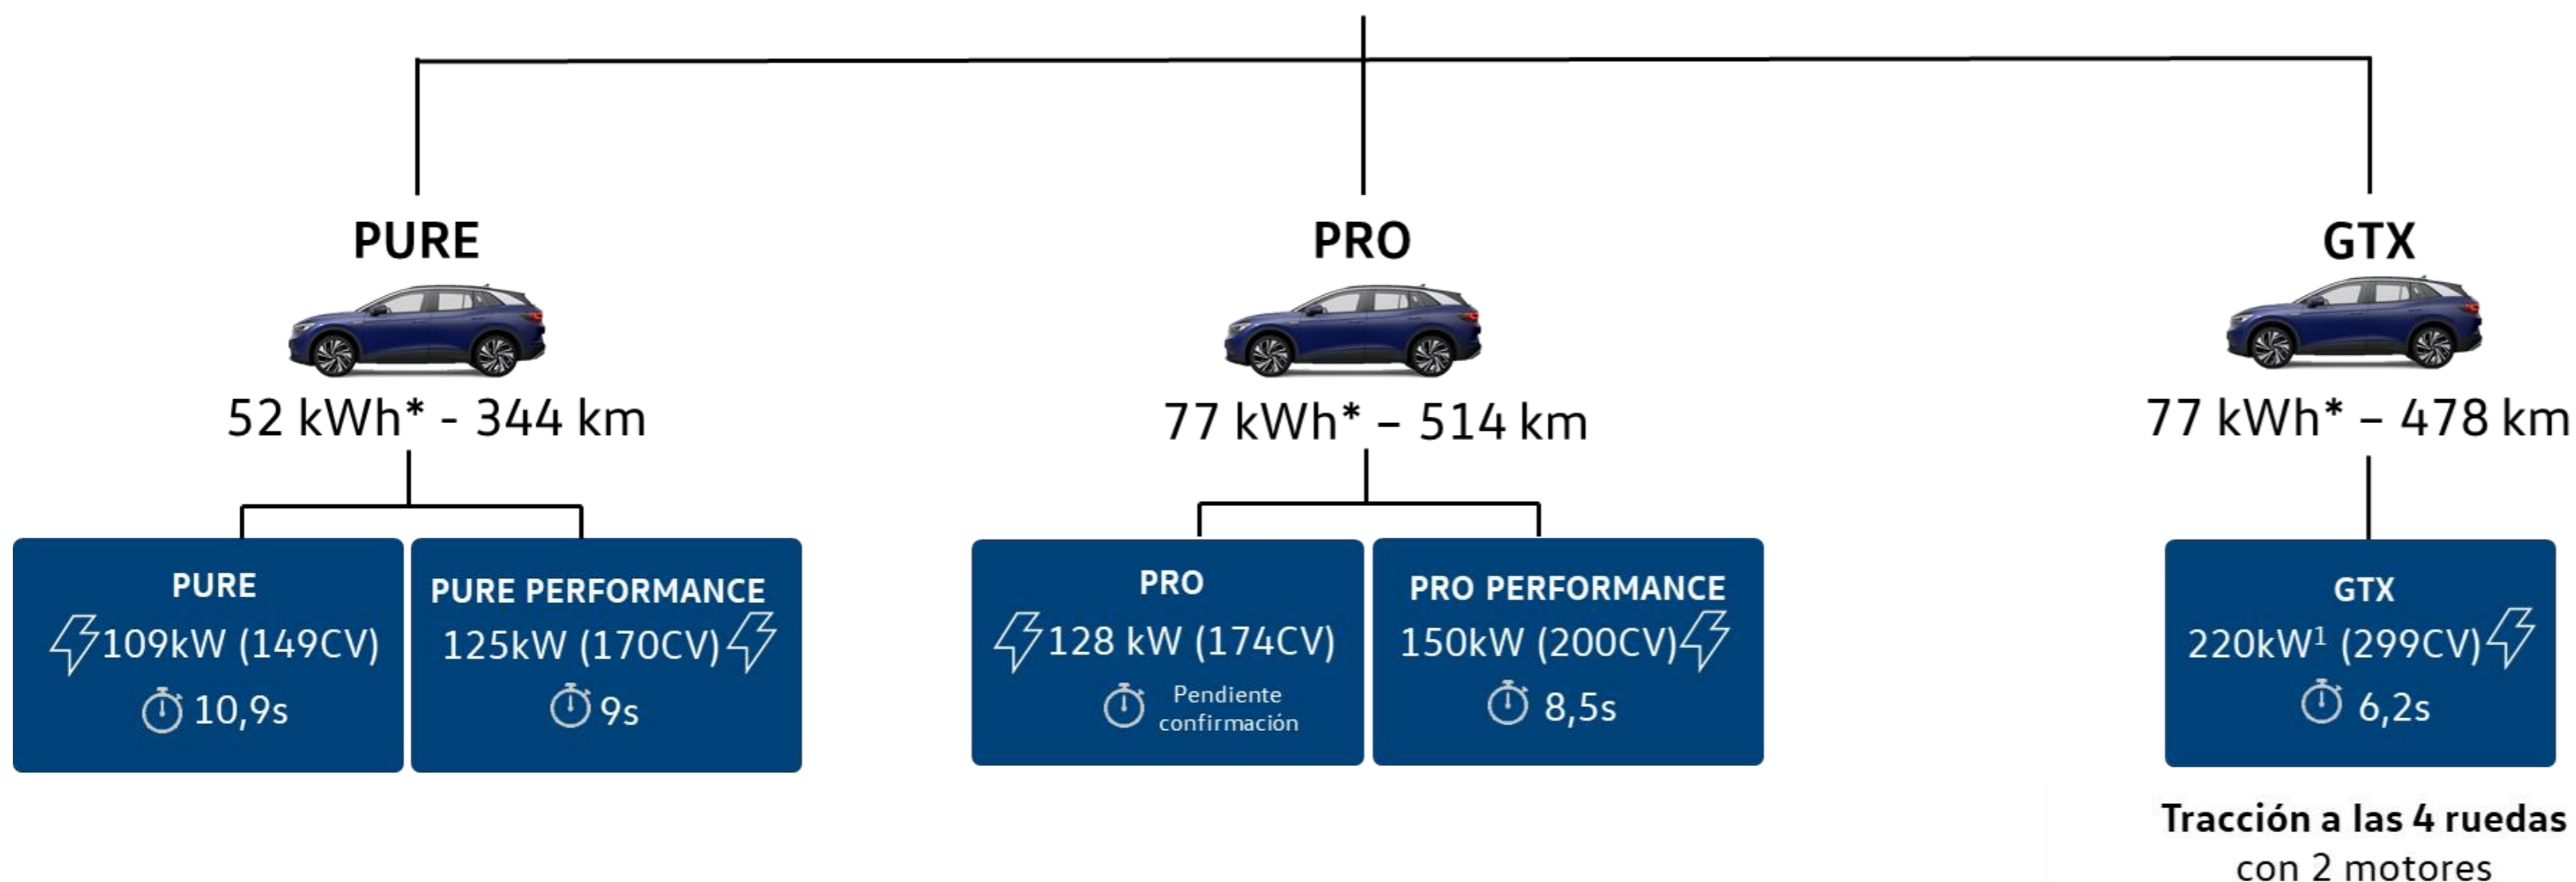 PURE
52 kWh* - 344 km
PURE
109kW (149CV)
10,9s
PURE PERFORMANCE
125kW (170CV)
9s
PRO
77 kWh* – 514 km
PRO
128 kW (174CV)
Pendiente
confirmación
PRO PERFORMANCE
150kW (200CV)
8,5s
GTX
77 kWh* – 478 km
GTX
220kW¹ (299CV)
6,2s
Tracción a las 4 ruedas
con 2 motores